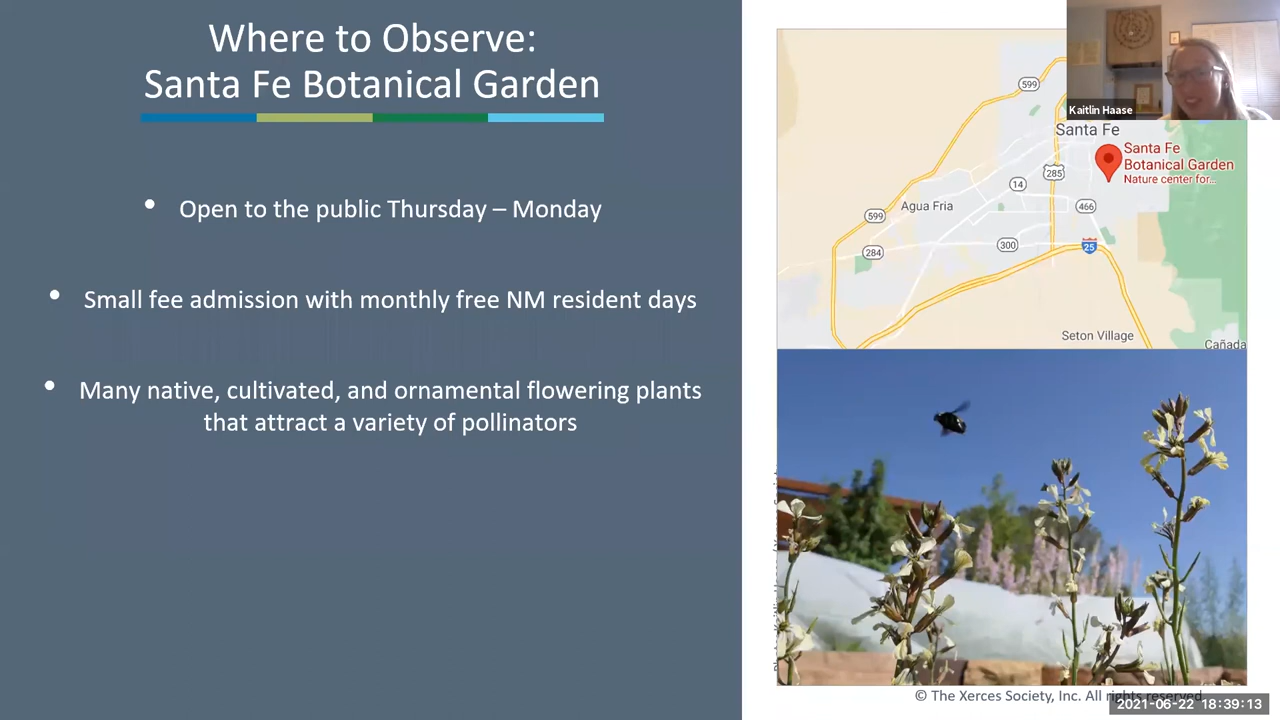 Where to Observe:
Santa Fe Botanical Garden
• Open to the public Thursday – Monday
• Small fee admission with monthly free NM resident days
• Many native, cultivated, and ornamental flowering plants
that attract a variety of pollinators
599
Santa Fe
Santa Fe
Botanical Garden
Nature center for...
285
14
Agua Fria
466
599
284
300
25
Seton Village
Cañada
Kaitlin Haase
© The Xerces Society, Inc. All rights reserved
2021-06-22 18:39:13